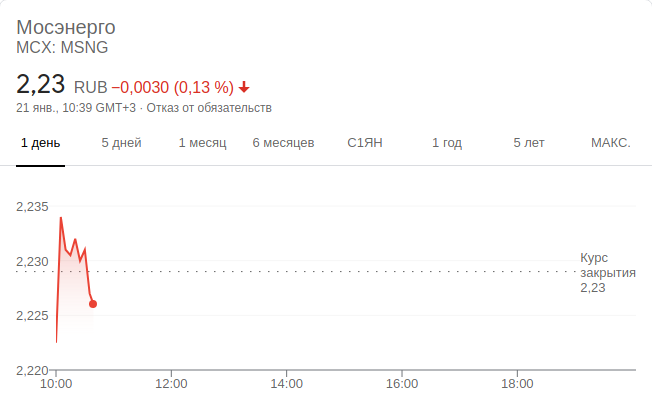 Мосэнерго
MCX: MSNG
2,23 RUB −0,0030 (0,13 %)
21 янв., 10:39 GMT+3 · Отказ от обязательств
1 день 5 дней 1 месяц 6 месяцев С1ЯН 1 год 5 лет МАКС.
2,235
2,230
2,225
2,220
Курс
закрытия
2,23
10:00 12:00 14:00 16:00 18:00